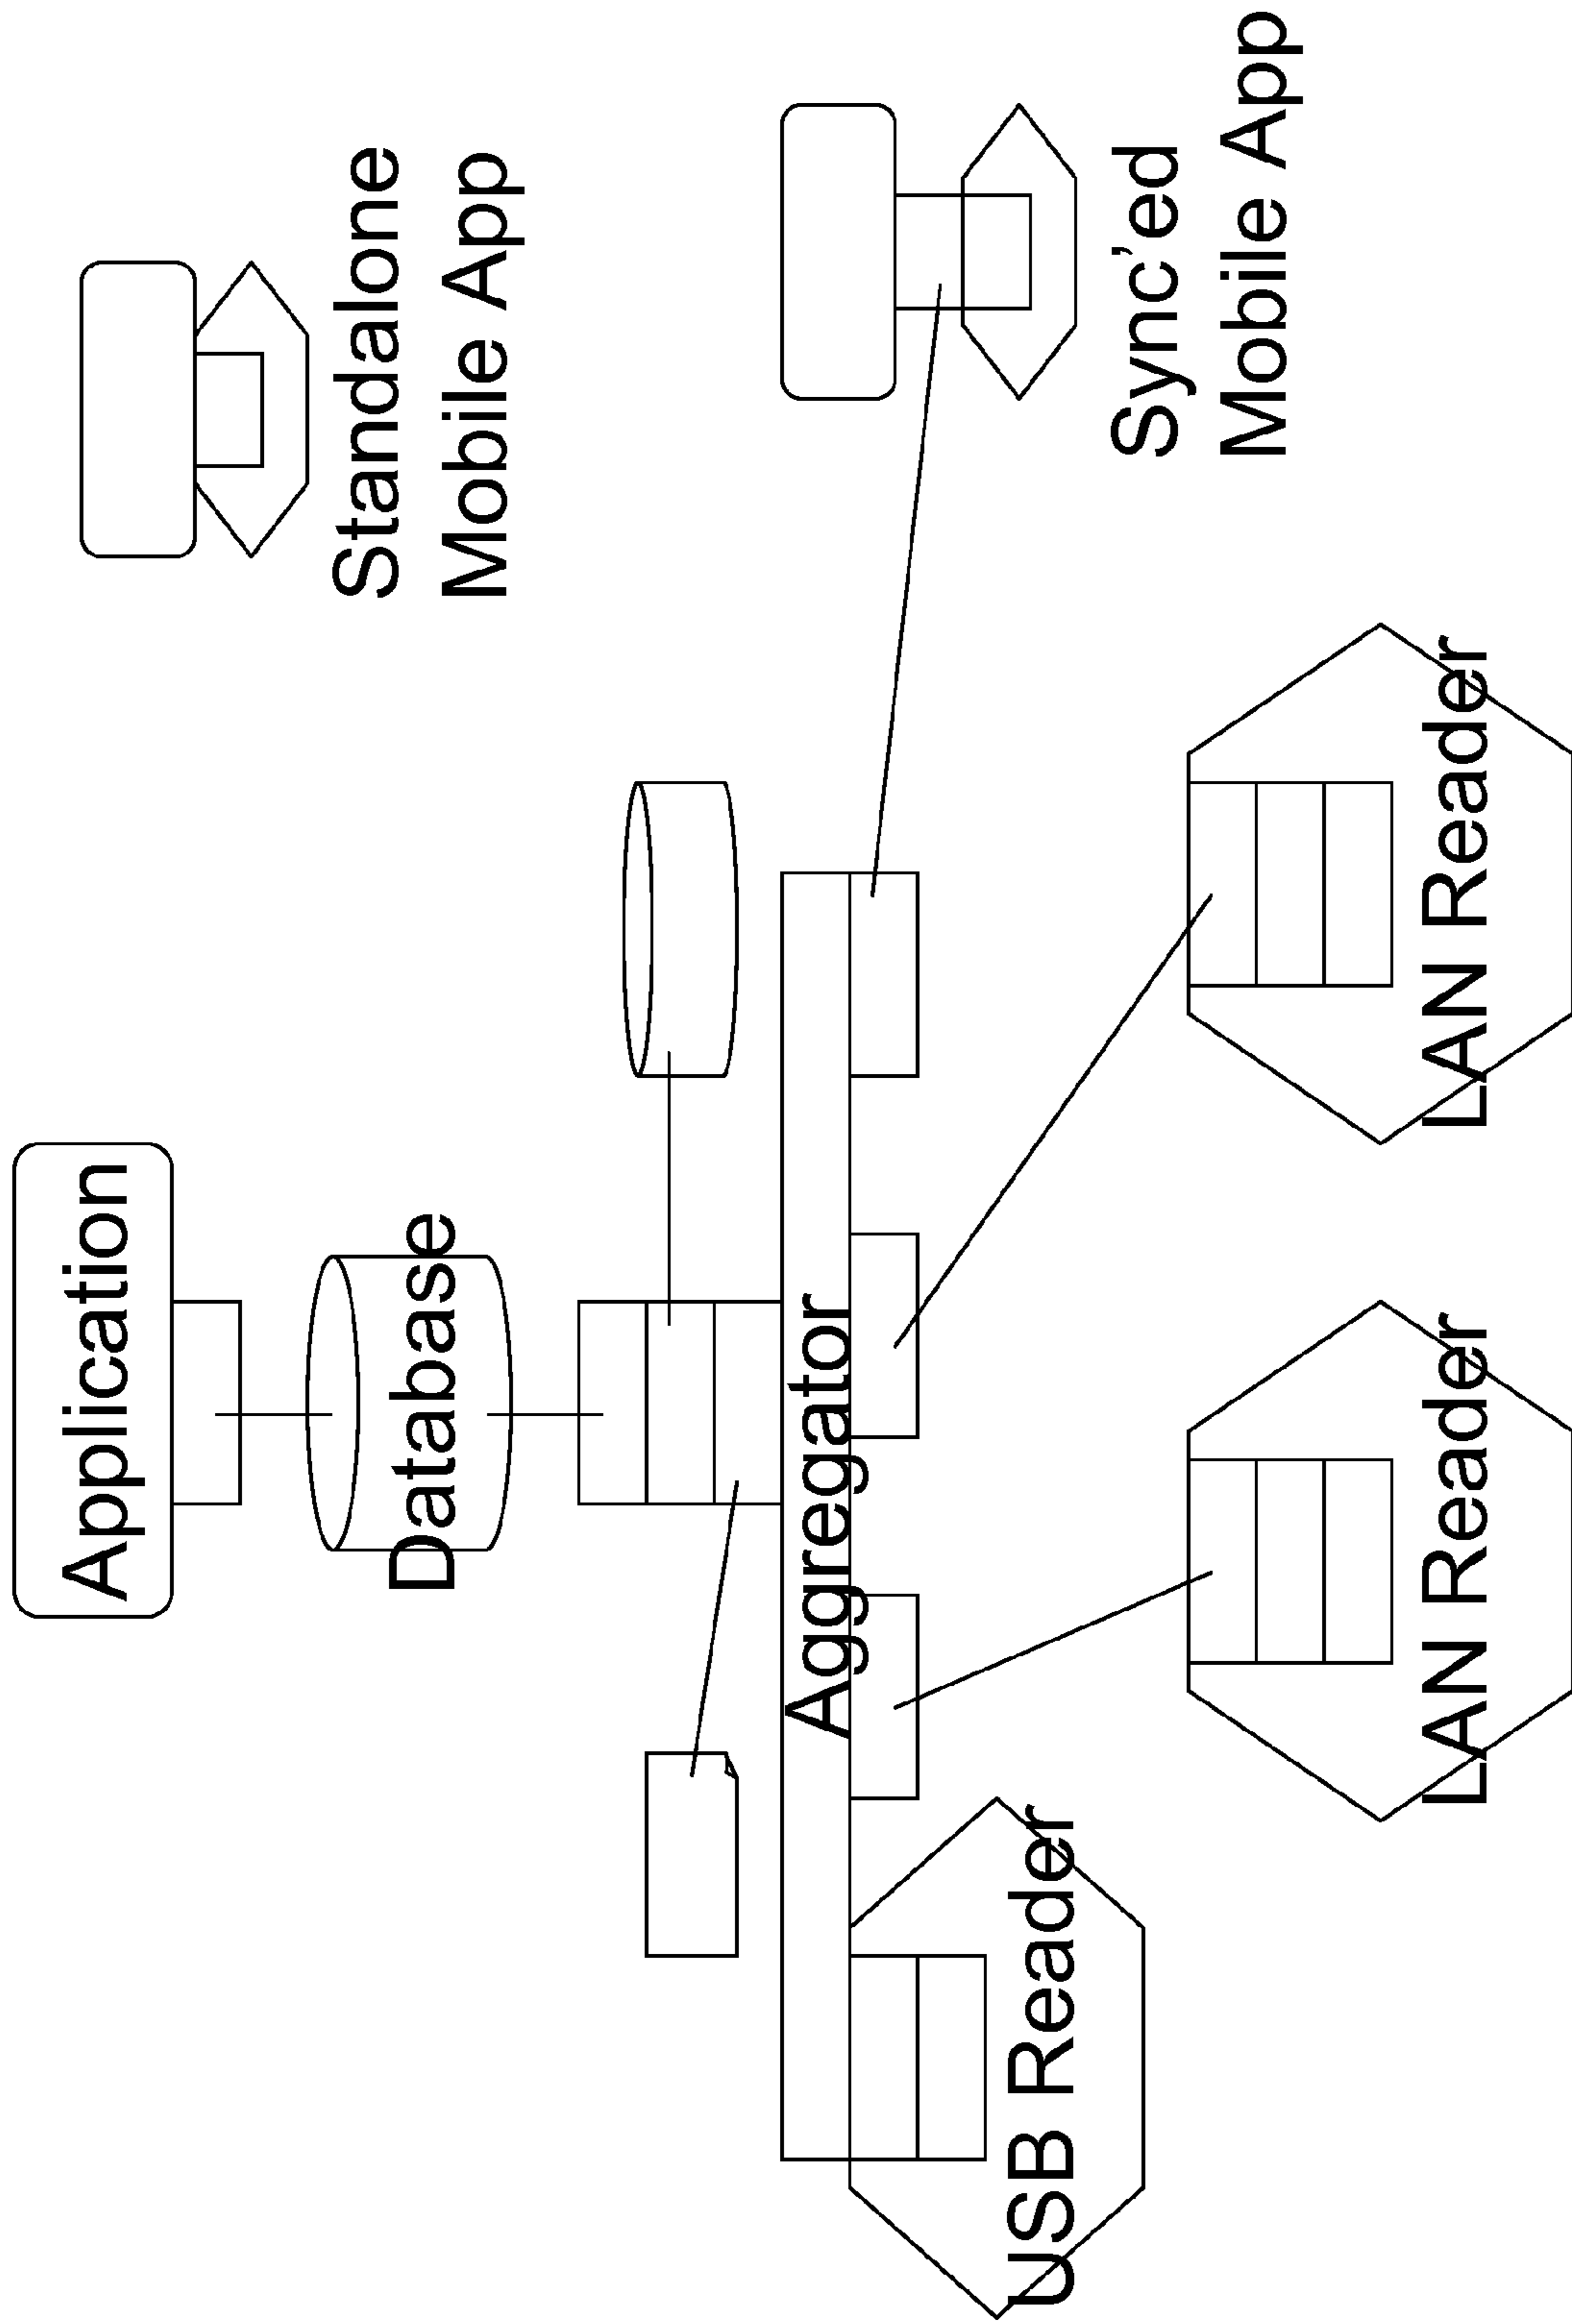 Application
Standalone
Mobile App
Database
Aggregator
Sync’ed
Mobile App
USB Reader
LAN Reader
LAN Reader